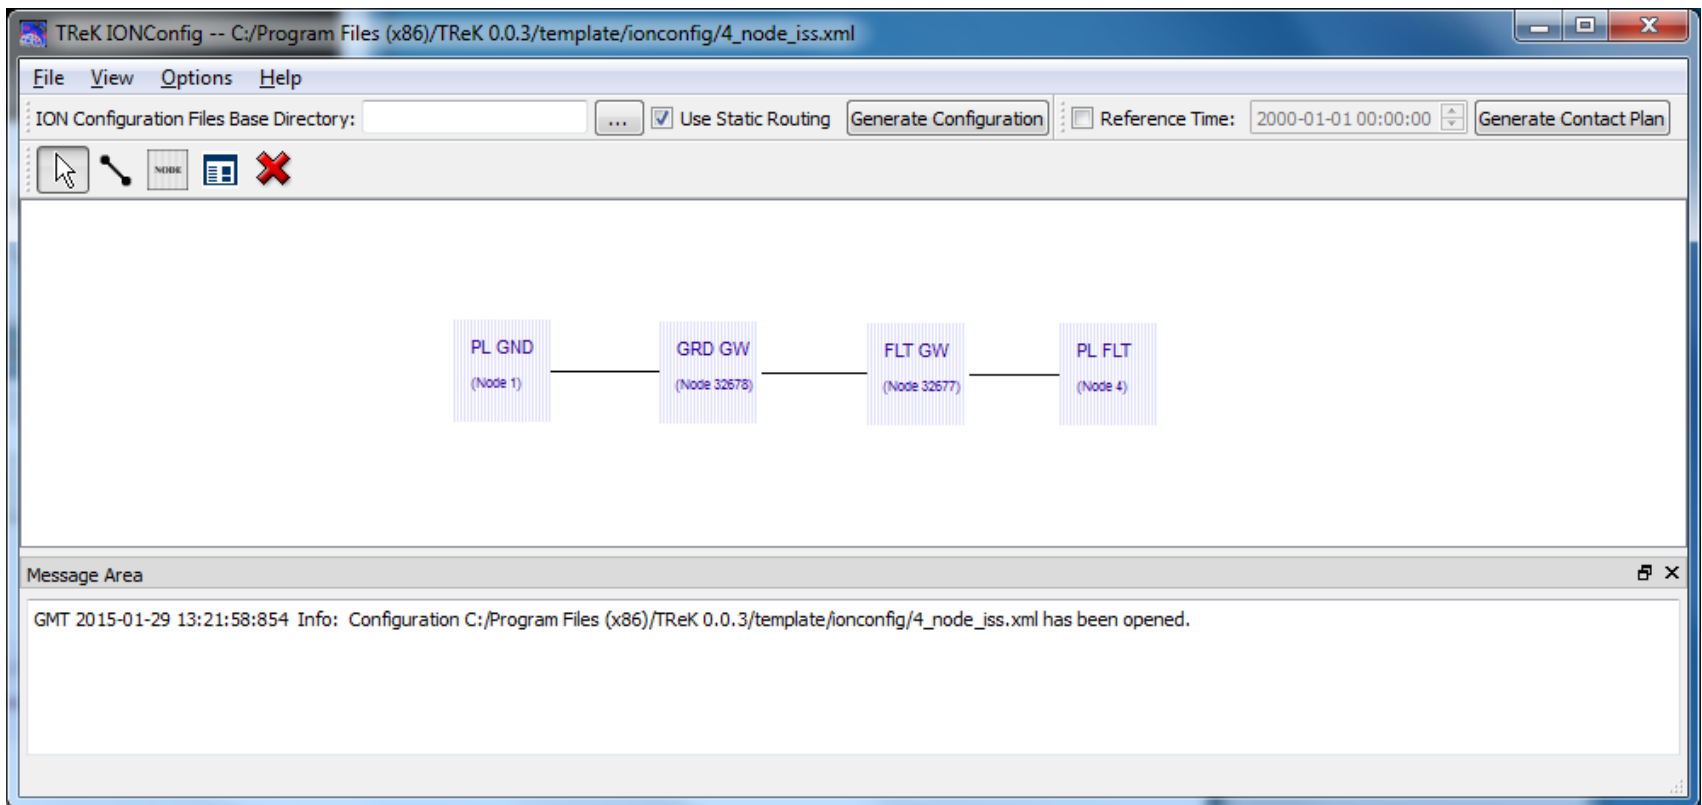 TReK IONConfig -- C:/Program Files (x86)/TReK 0.0.3/template/ionconfig/4_node_iss.xml
File View Options Help
ION Configuration Files Base Directory: ... Use Static Routing Generate Configuration Reference Time: 2000-01-01 00:00:00 Generate Contact Plan
NODE
PL GND GRD GW FLT GW PL FLT
(Node 1) (Node 32678) (Node 32677) (Node 4)
Message Area
GMT 2015-01-29 13:21:58:854 Info: Configuration C:/Program Files (x86)/TReK 0.0.3/template/ionconfig/4_node_iss.xml has been opened.